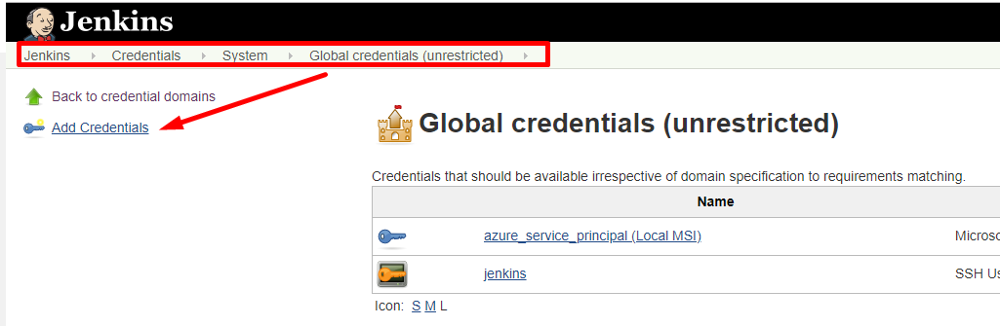 Jenkins
Jenkins Credentials System Global credentials (unrestricted)
Back to credential domains
Add Credentials
Global credentials (unrestricted)
Credentials that should be available irrespective of domain specification to requirements matching.
Name
azure_service_principal (Local MSI) Microso
jenkins SSH Us
Icon: S M L